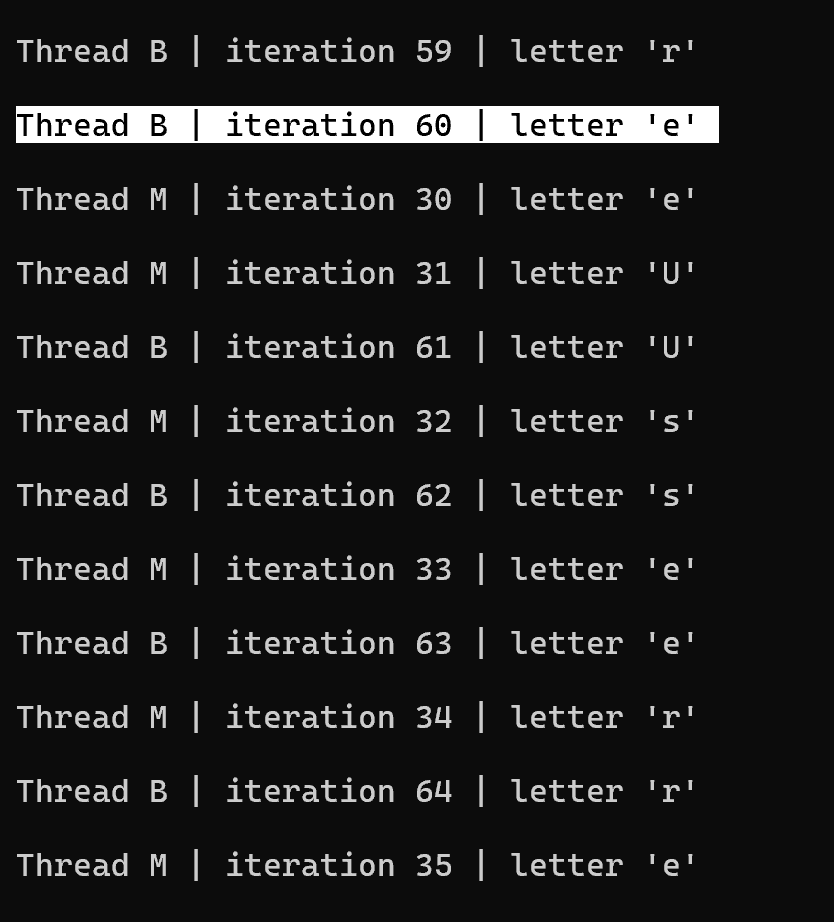 Thread B | iteration 59 | letter 'r'
Thread B | iteration 60 | letter 'e'
Thread M | iteration 30 | letter 'e'
Thread M | iteration 31 | letter 'U'
Thread B | iteration 61 | letter 'U'
Thread M | iteration 32 | letter 's'
Thread B | iteration 62 | letter 's'
Thread M | iteration 33 | letter 'e'
Thread B | iteration 63 | letter 'e'
Thread M | iteration 34 | letter 'r'
Thread B | iteration 64 | letter 'r'
Thread M | iteration 35 | letter 'e'